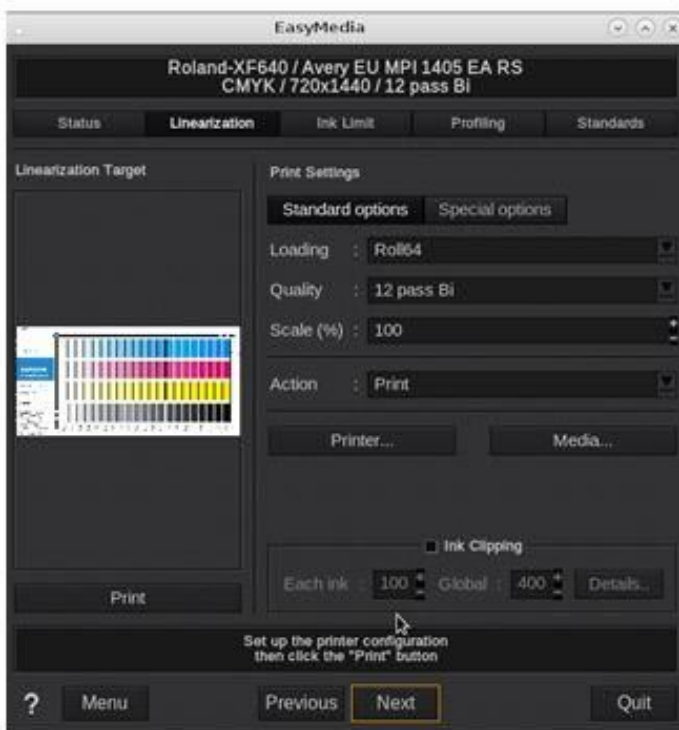 EasyMedia
Roland-XF640 / Avery EU MPI 1405 EA RS
CMYK / 720x1440 / 12 pass Bi
Status Linearization Ink Limit Profiling Standards
Linearization Target
Print Settings
Standard options Special options
Loading : Roll64
Quality : 12 pass Bi
Scale (%) : 100
Action : Print
Printer... Media...
Ink Clipping
Each ink : 100 Global : 400 Details...
Print
Set up the printer configuration
then click the "Print" button
? Menu Previous Next Quit